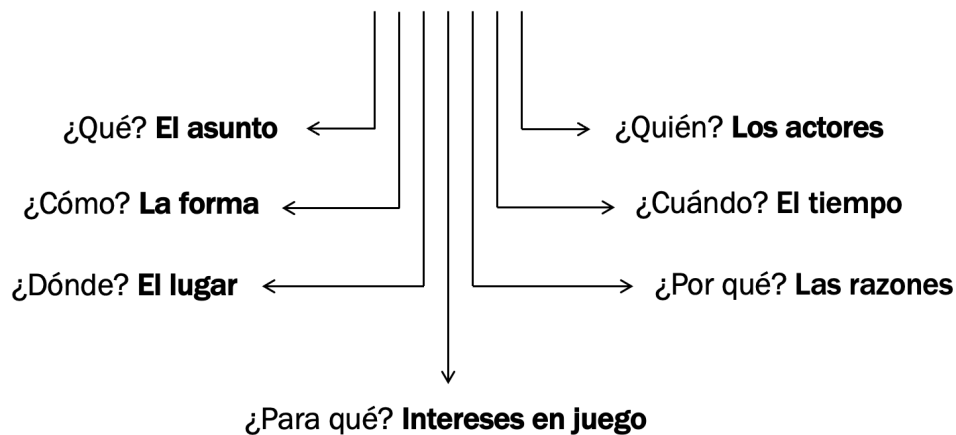 ¿Qué? El asunto
¿Quién? Los actores
¿Cómo? La forma
¿Cuándo? El tiempo
¿Dónde? El lugar
¿Por qué? Las razones
¿Para qué? Intereses en juego